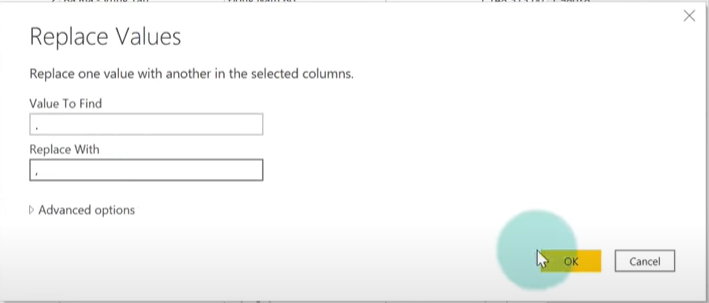 Replace Values
Replace one value with another in the selected columns.
Value To Find
.
Replace With
,
Advanced options
OK
Cancel